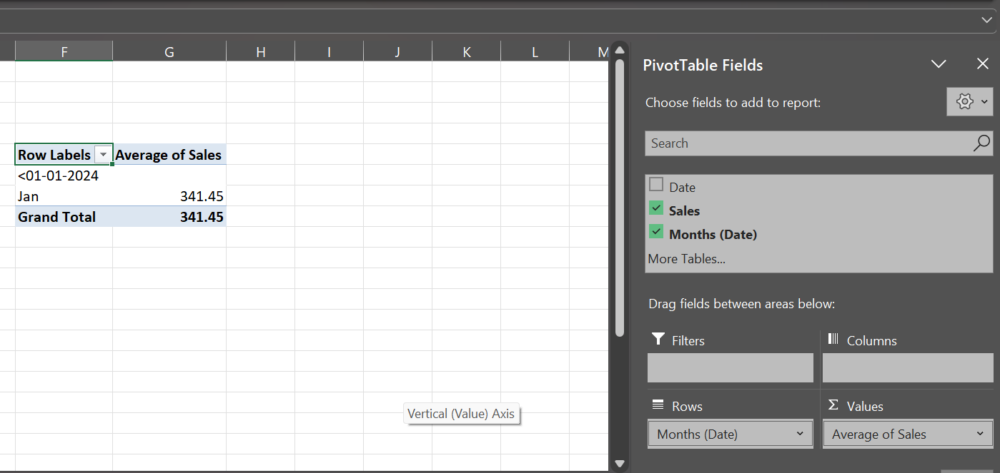 F G H I J K L M
PivotTable Fields
Choose fields to add to report:
Search
Row Labels Average of Sales
<01-01-2024
Jan 341.45
Grand Total 341.45
Date
Sales
Months (Date)
More Tables...
Drag fields between areas below:
Filters
Columns
Rows
Σ Values
Months (Date)
Average of Sales
Vertical (Value) Axis